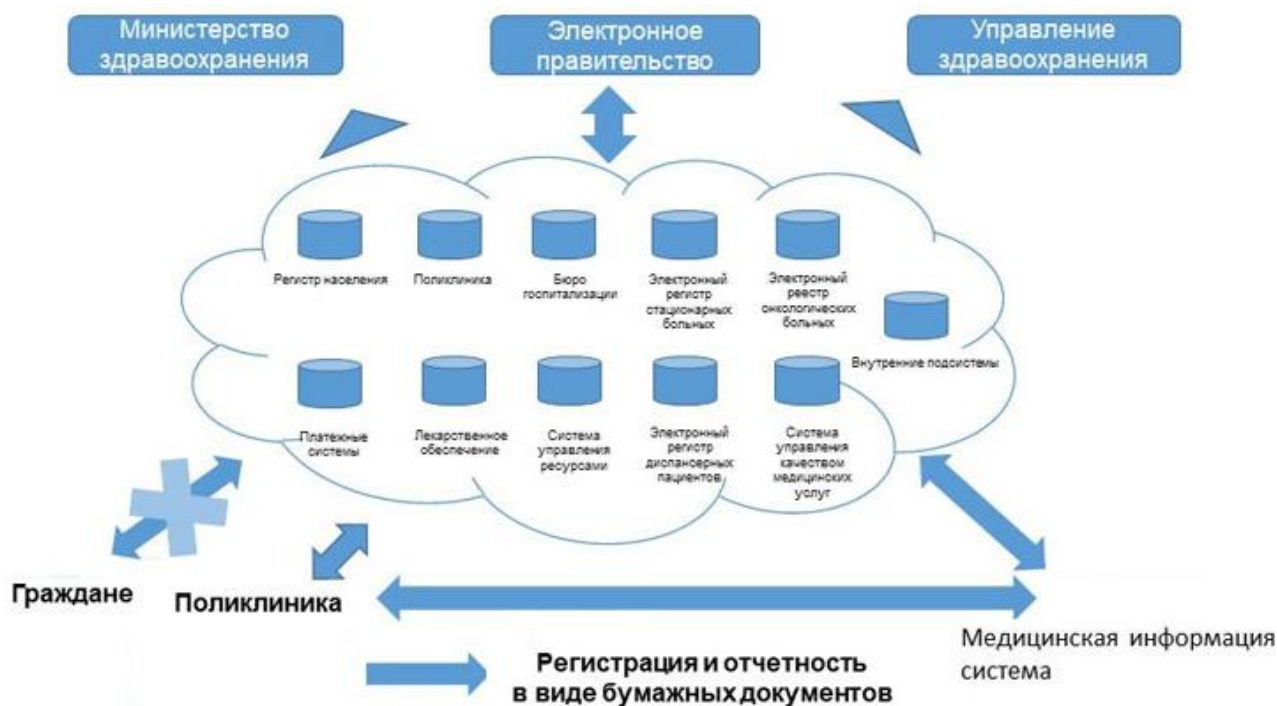 Министерство
здравоохранения
Электронное
правительство
Управление
здравоохранения
Регистр населения
Поликлиника
Бюро
госпитализации
Электронный
регистр
стационарных
больных
Электронный
реестр
онкологических
больных
Внутренние подсистемы
Платежные
системы
Лекарственное
обеспечение
Система
управления
ресурсами
Электронный
регистр
диспансерных
пациентов
Система
управления
качеством
медицинских
услуг
Граждане
Поликлиника
Медицинская информация
система
Регистрация и отчетность
в виде бумажных документов